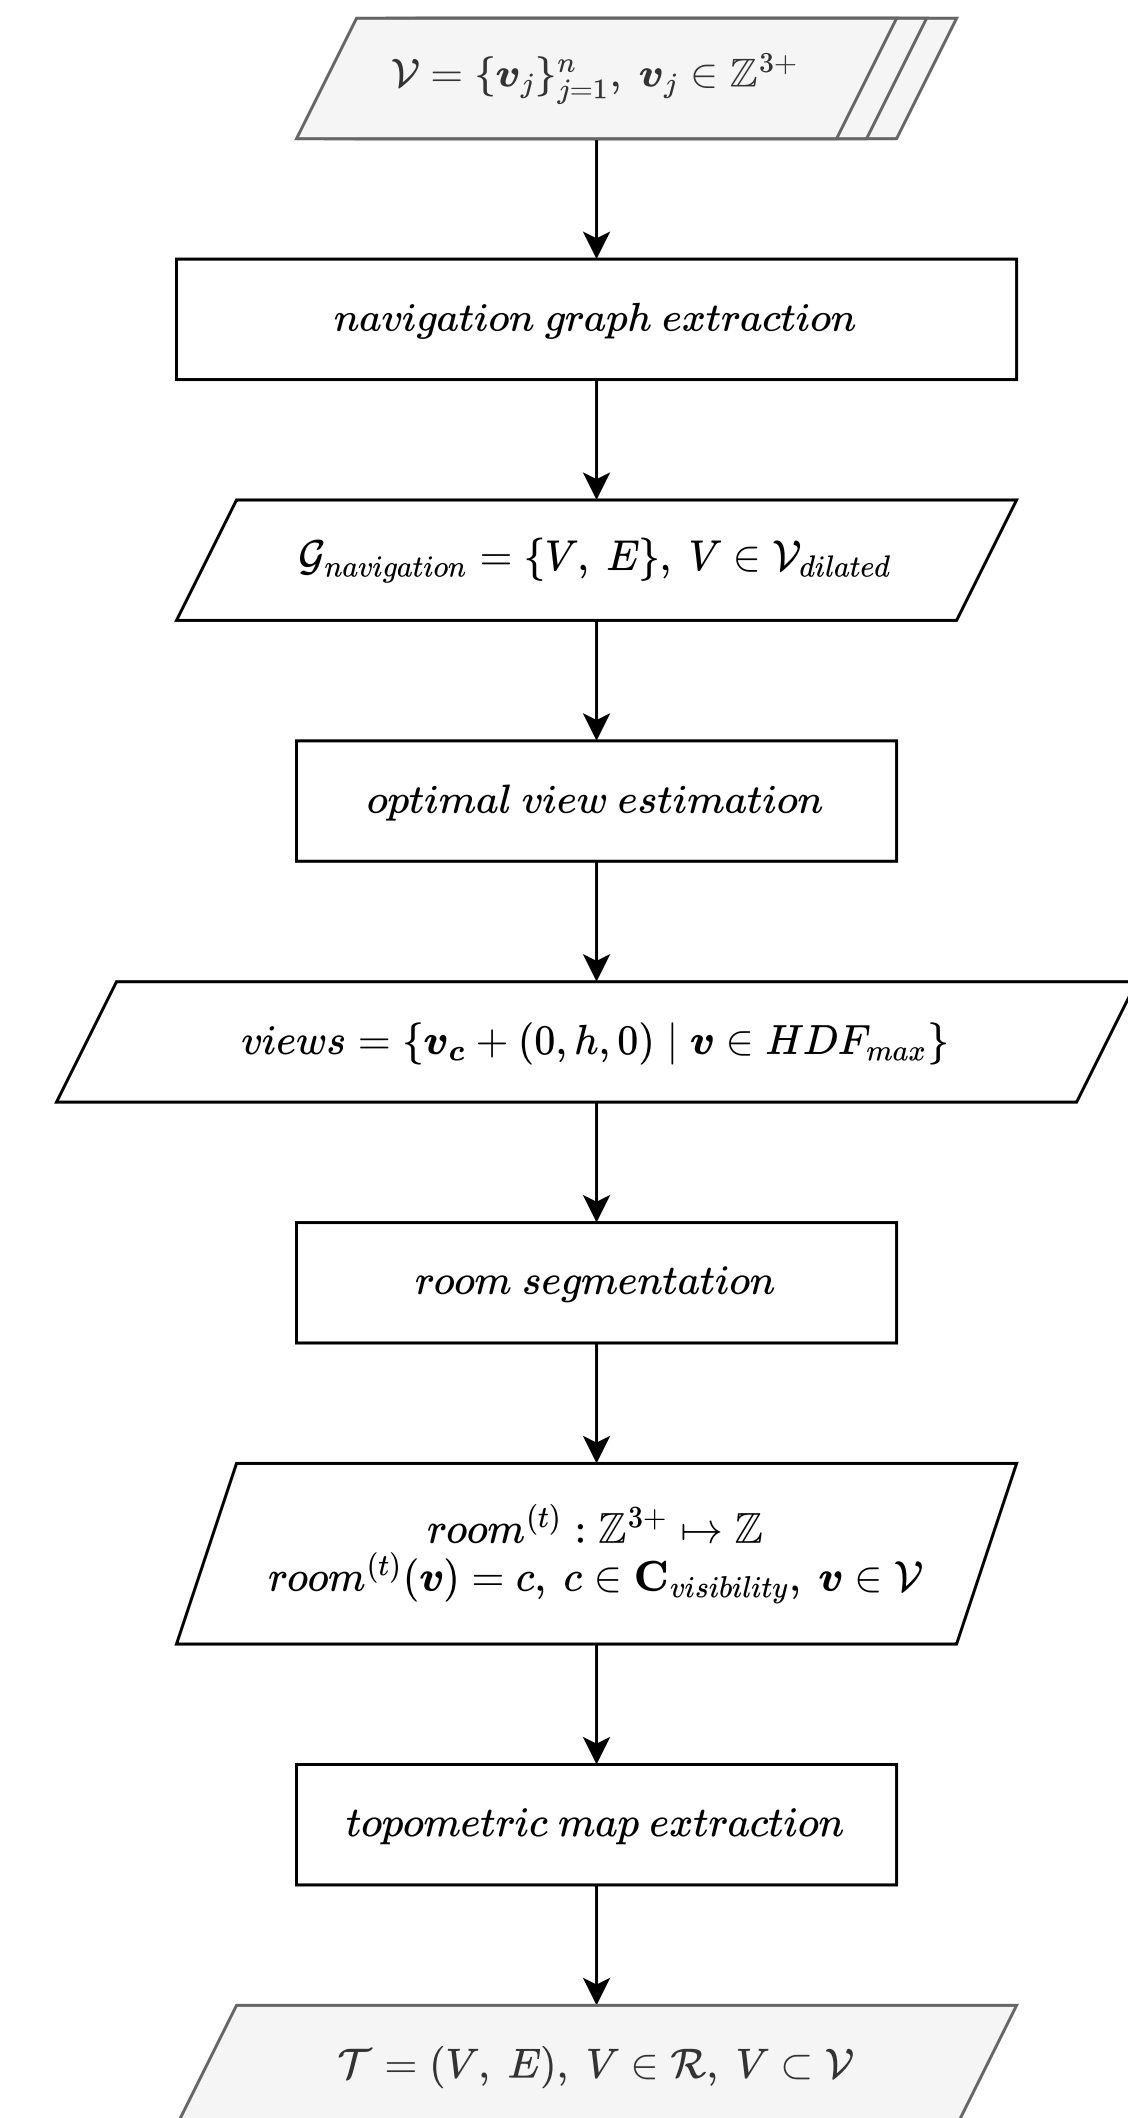 𝒱 = {𝒗ⱼ}ⁿⱼ₌₁, 𝒗ⱼ ∈ ℤ³⁺
navigation graph extraction
𝒢_navigation = {V, E}, V ∈ 𝒱_dilated
optimal view estimation
views = {𝒗_𝒄 + (0, h, 0) | 𝒗 ∈ HDF_max}
room segmentation
room⁽ᵗ⁾ : ℤ³⁺ ↦ ℤ
room⁽ᵗ⁾(𝒗) = c, c ∈ 𝐂_visibility, 𝒗 ∈ 𝒱
topometric map extraction
𝒯 = (V, E), V ∈ ℛ, V ⊂ 𝒱